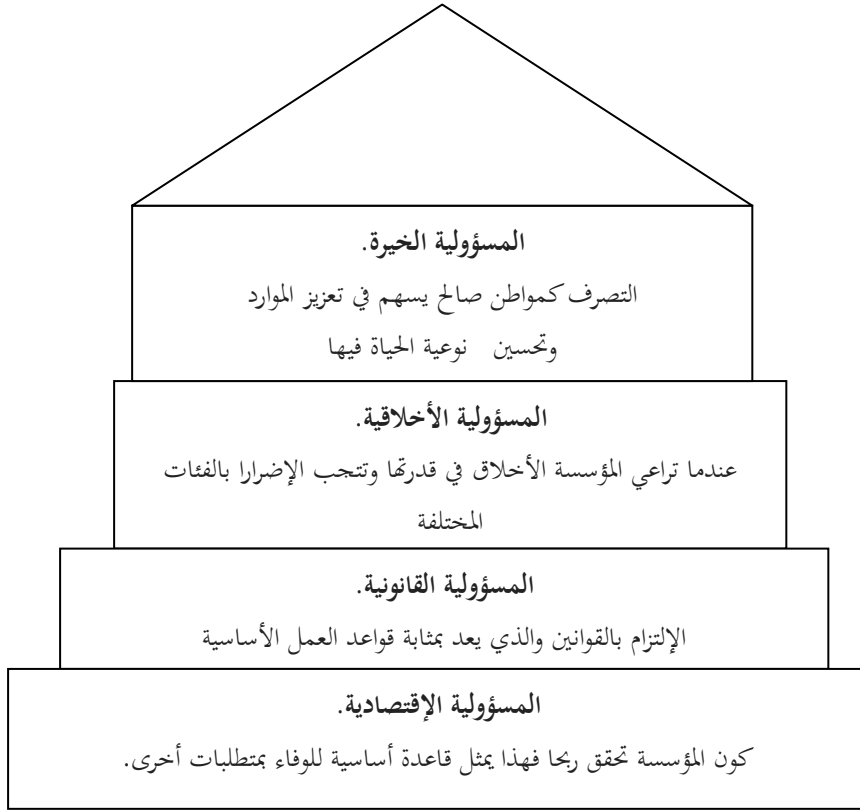 المسؤولية الخيرة.
التصرف كمواطن صالح يسهم في تعزيز الموارد
وتحسين نوعية الحياة فيها
المسؤولية الأخلاقية.
عندما تراعي المؤسسة الأخلاق في قدرتها وتتجب الإضرارا بالفئات
المختلفة
المسؤولية القانونية.
الإلتزام بالقوانين والذي يعد بمثابة قواعد العمل الأساسية
المسؤولية الإقتصادية.
كون المؤسسة تحقق ربحا فهذا يمثل قاعدة أساسية للوفاء بمتطلبات أخرى.